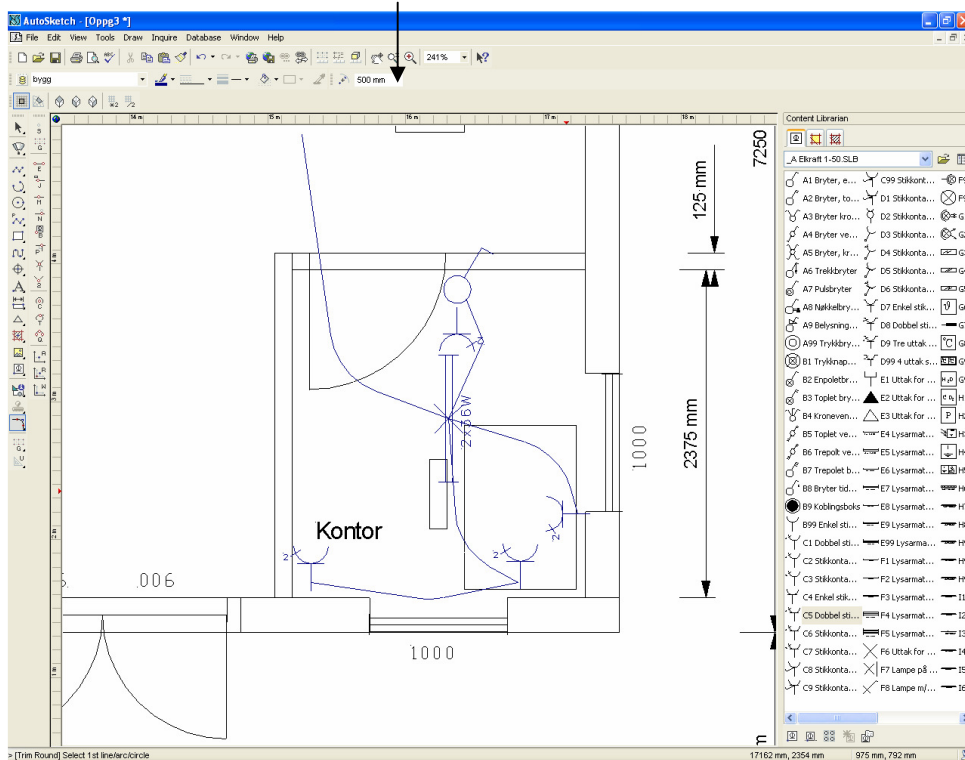 AutoSketch - [Oppg3 *]
File Edit View Tools Draw Inquire Database Window Help
241%
bygg
500 mm
14 m 15 m 16 m 17 m 18 m
Content Librarian
_A Elkraft 1-50.SLB
A1 Bryter, e... C99 Stikkont...
A2 Bryter, to... D1 Stikkonta...
A3 Bryter kro... D2 Stikkonta...
A4 Bryter ve... D3 Stikkonta...
A5 Bryter, kr... D4 Stikkonta...
A6 Trekkbryter D5 Stikkonta...
A7 Pulsbryter D6 Stikkonta...
A8 Nøkkelbry... D7 Enkel stik...
A9 Belysning... D8 Dobbel sti...
A99 Trykkbry... D9 Tre uttak ...
B1 Trykknap... D99 4 uttak s...
B2 Enpoletbr... E1 Uttak for ...
B3 Toplet bry... E2 Uttak for ...
B4 Kroneven... E3 Uttak for ...
B5 Toplet ve... E4 Lysarmat...
B6 Trepolt ve... E5 Lysarmat...
B7 Trepolet b... E6 Lysarmat...
B8 Bryter tid... E7 Lysarmat...
B9 Koblingsboks E8 Lysarmat...
B99 Enkel sti... E9 Lysarmat...
C1 Dobbel sti... E99 Lysarma...
C2 Stikkonta... F1 Lysarmat...
C3 Stikkonta... F2 Lysarmat...
C4 Enkel stik... F3 Lysarmat...
C5 Dobbel sti... F4 Lysarmat...
C6 Stikkonta... F5 Lysarmat...
C7 Stikkonta... F6 Uttak for ...
C8 Stikkonta... F7 Lampe på ...
C9 Stikkonta... F8 Lampe m/...
7250
125 mm
2
2x36W
1000
2375 mm
2
Kontor
2
2
900
1000
m
> [Trim Round] Select 1st line/arc/circle
17162 mm, 2354 mm 975 mm, 792 mm